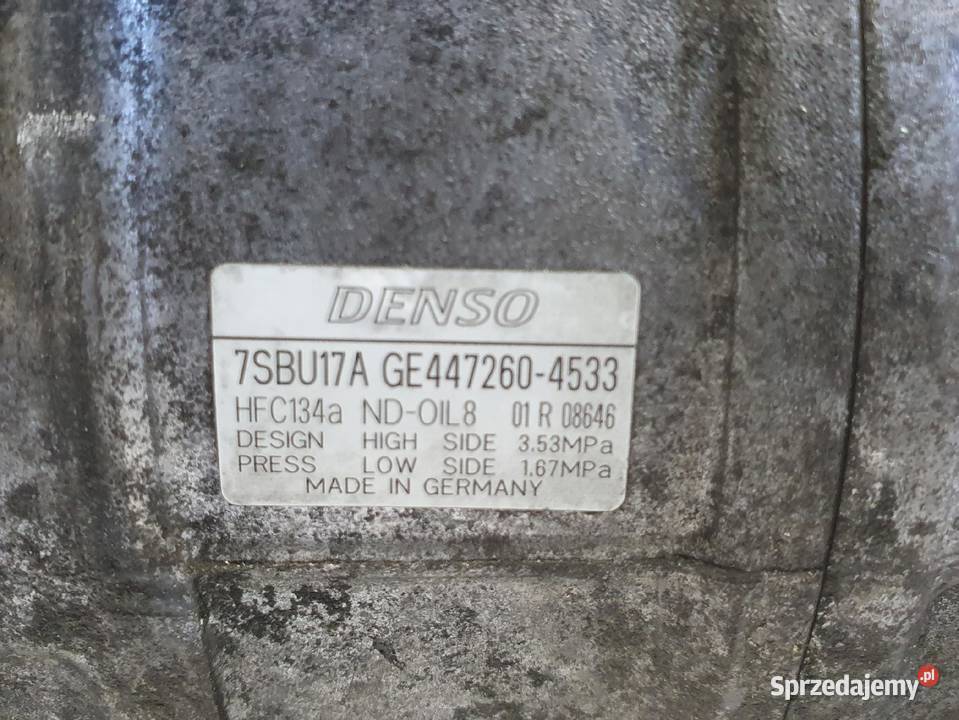 DENSO
7SBU17A GE447260-4533
HFC134a ND-OIL8 01 R 08646
DESIGN HIGH SIDE 3.53MPa
PRESS LOW SIDE 1.67MPa
MADE IN GERMANY
Sprzedajemy.pl